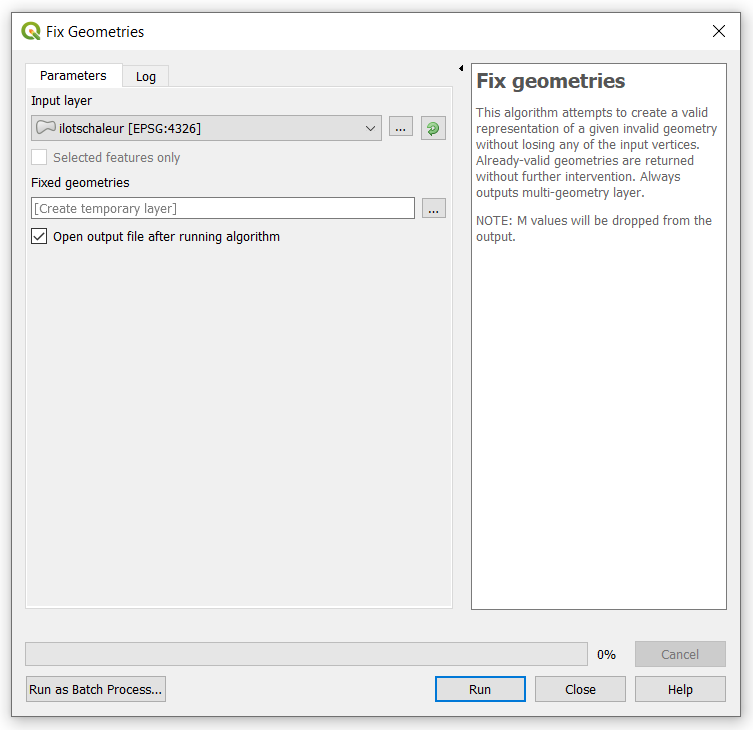 Fix Geometries
Parameters
Log
Input layer
ilotschaleur [EPSG:4326]
...
Selected features only
Fixed geometries
[Create temporary layer]
...
Open output file after running algorithm
Fix geometries
This algorithm attempts to create a valid
representation of a given invalid geometry
without losing any of the input vertices.
Already-valid geometries are returned
without further intervention. Always
outputs multi-geometry layer.
NOTE: M values will be dropped from the
output.
0%
Cancel
Run as Batch Process...
Run
Close
Help